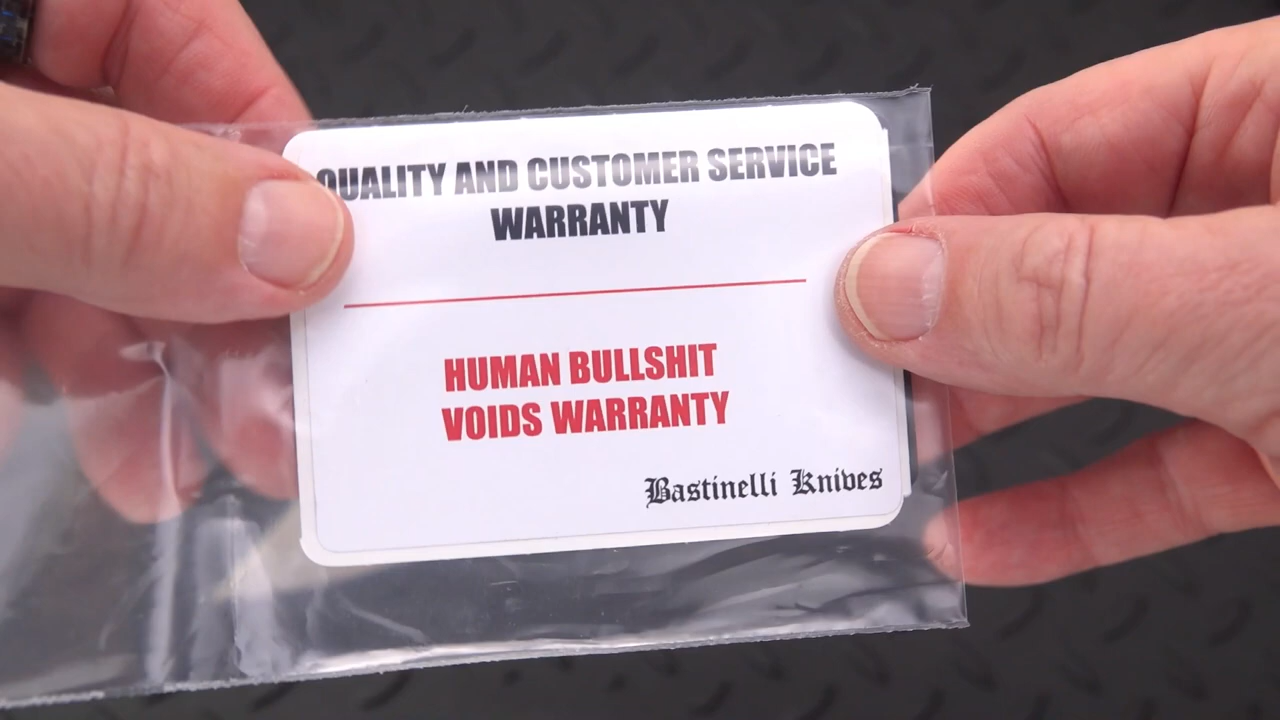 QUALITY AND CUSTOMER SERVICE
WARRANTY
HUMAN BULLSHIT
VOIDS WARRANTY
Bastinelli Knives